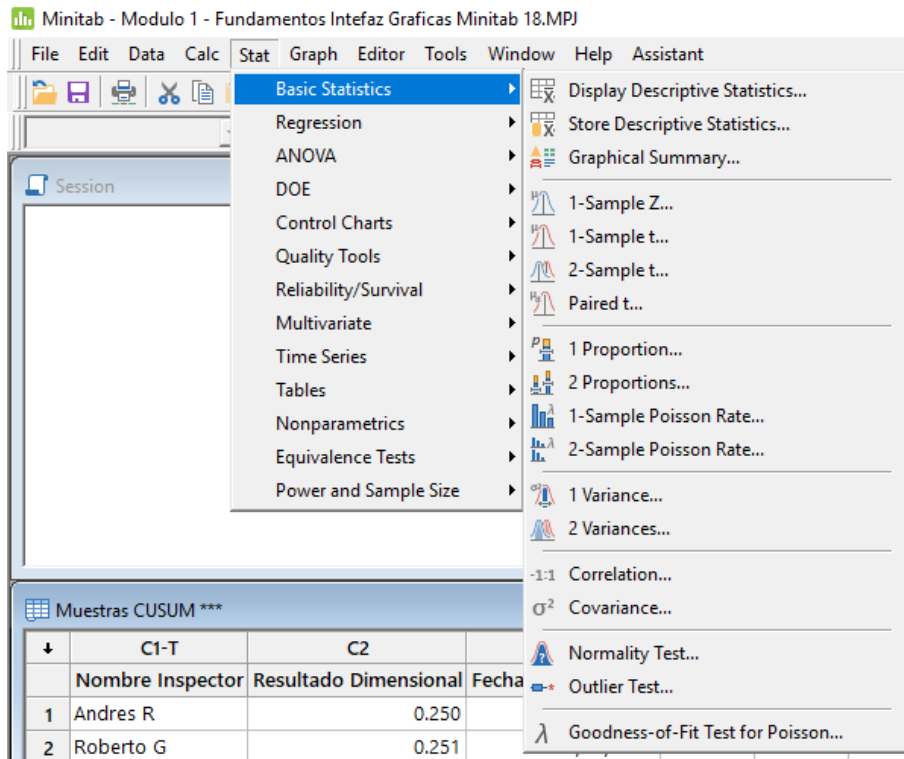 Minitab - Modulo 1 - Fundamentos Intefaz Graficas Minitab 18.MPJ
File Edit Data Calc Stat Graph Editor Tools Window Help Assistant
Basic Statistics
Regression
ANOVA
DOE
Control Charts
Quality Tools
Reliability/Survival
Multivariate
Time Series
Tables
Nonparametrics
Equivalence Tests
Power and Sample Size
Display Descriptive Statistics...
Store Descriptive Statistics...
Graphical Summary...
1-Sample Z...
1-Sample t...
2-Sample t...
Paired t...
1 Proportion...
2 Proportions...
1-Sample Poisson Rate...
2-Sample Poisson Rate...
1 Variance...
2 Variances...
-1:1 Correlation...
σ² Covariance...
Normality Test...
Outlier Test...
λ Goodness-of-Fit Test for Poisson...
Session
Muestras CUSUM ***
C1-T C2
Nombre Inspector Resultado Dimensional Fecha
1 Andres R 0.250
2 Roberto G 0.251